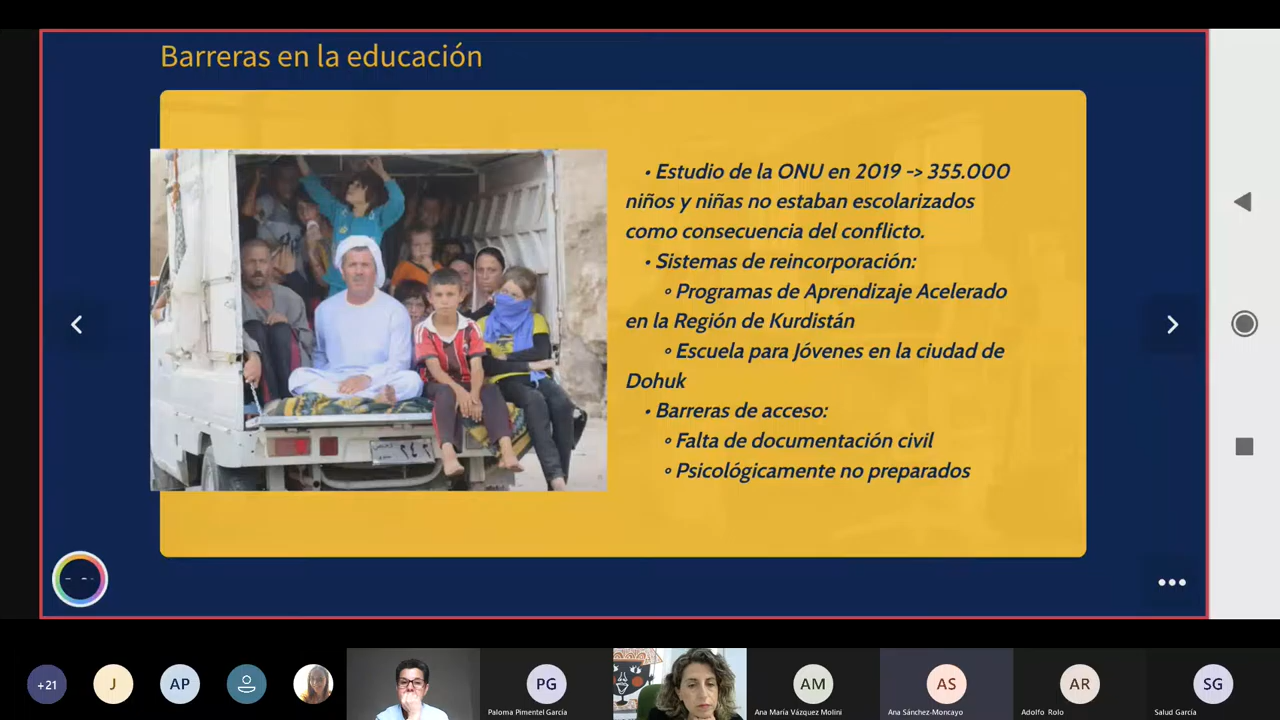 Barreras en la educación
• Estudio de la ONU en 2019 -> 355.000
niños y niñas no estaban escolarizados
como consecuencia del conflicto.
• Sistemas de reincorporación:
◦ Programas de Aprendizaje Acelerado
en la Región de Kurdistán
◦ Escuela para Jóvenes en la ciudad de
Dohuk
• Barreras de acceso:
◦ Falta de documentación civil
◦ Psicológicamente no preparados
+21
J
AP
PG
AM
AS
AR
SG
Paloma Pimentel García
Ana María Vázquez Molini
Ana Sánchez-Moncayo
Adolfo Rolo
Salud García